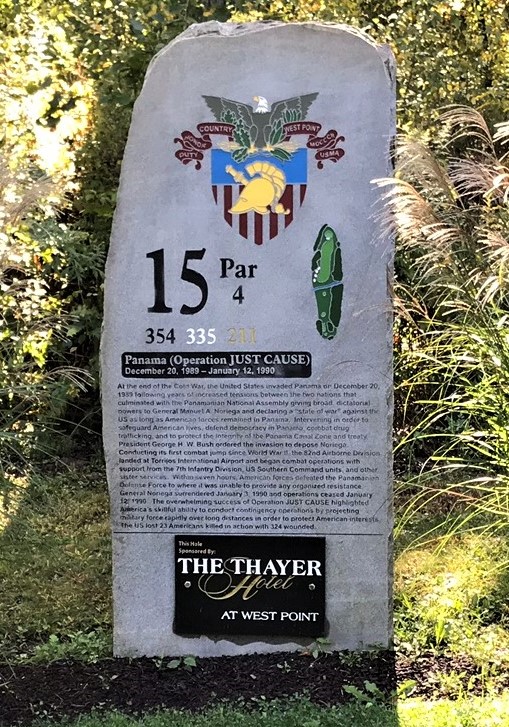 COUNTRY WEST POINT
HONOR MDCCCII
DUTY USMA
15 Par
4
354 335 211
Panama (Operation JUST CAUSE)
December 20, 1989 – January 12, 1990
At the end of the Cold War, the United States invaded Panama on December 20,
1989 following years of increased tensions between the two nations that
culminated with the Panamanian National Assembly giving broad, dictatorial
powers to General Manuel A. Noriega and declaring a "state of war" against the
US as long as American forces remained in Panama. Intervening in order to
safeguard American lives, defend democracy in Panama, combat drug
trafficking, and to protect the integrity of the Panama Canal Zone and treaty,
President George H. W. Bush ordered the invasion to depose Noriega.
Conducting its first combat jump since World War II, the 82nd Airborne Division
landed at Torrijos International Airport and began combat operations with
support from the 7th Infantry Division, US Southern Command units, and other
sister services. Within seven hours, American forces defeated the Panamanian
Defense Force to where it was unable to provide any organized resistance.
General Noriega surrendered January 3, 1990 and operations ceased January
12, 1990. The overwhelming success of Operation JUST CAUSE highlighted
America's skillful ability to conduct contingency operations by projecting
military force rapidly over long distances in order to protect American interests.
The US lost 23 Americans killed in action with 324 wounded.
This Hole
Sponsored By:
THE THAYER
Hotel
AT WEST POINT